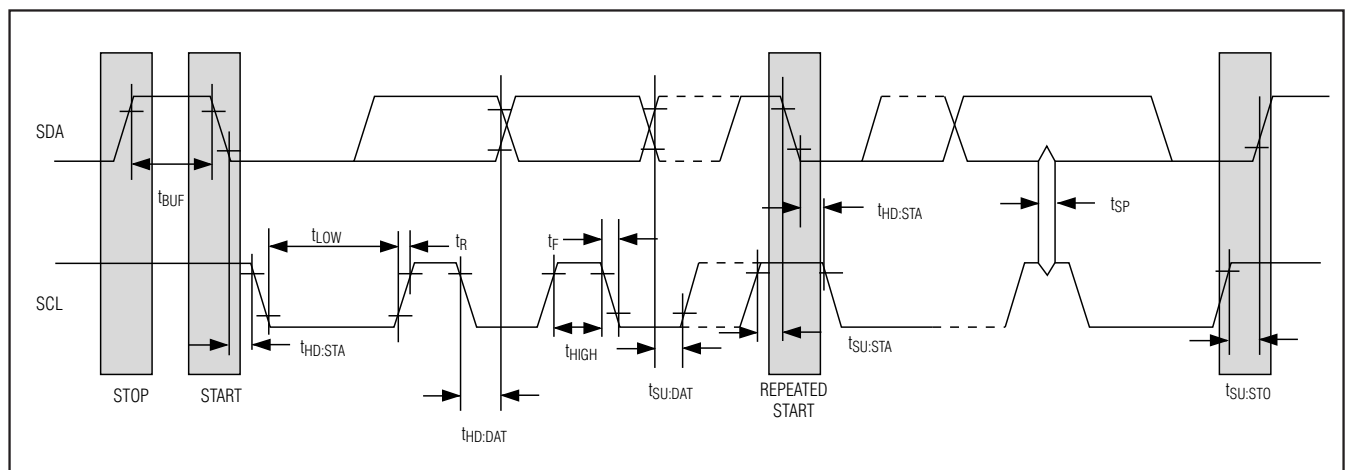 SDA
tBUF
tHD:STA
tSP
tLOW
tR
tF
SCL
tHD:STA
tHIGH
tSU:STA
tSU:DAT
STOP
START
REPEATED
START
tSU:STO
tHD:DAT